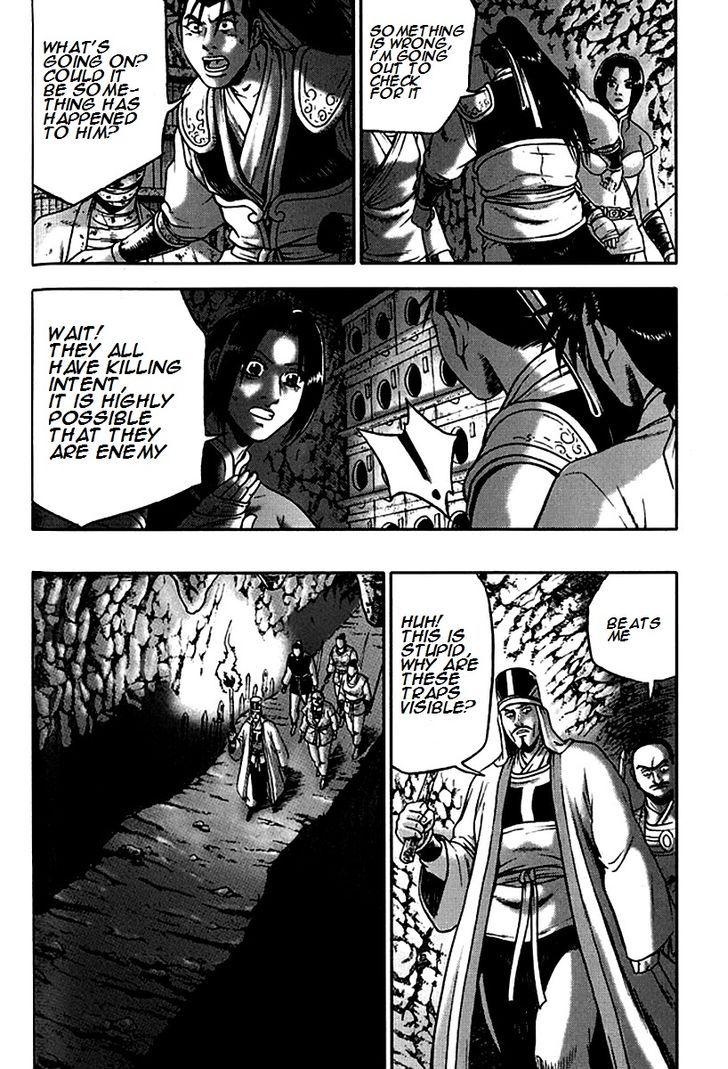 SOMETHING
IS WRONG,
I'M GOING
OUT TO
CHECK
FOR IT
WHAT'S
GOING ON?
COULD IT
BE SOME-
THING HAS
HAPPENED
TO HIM?
!
WAIT!
THEY ALL
HAVE KILLING
INTENT,
IT IS HIGHLY
POSSIBLE
THAT THEY
ARE ENEMY
BEATS
ME
HUH!
THIS IS
STUPID,
WHY ARE
THESE
TRAPS
VISIBLE?